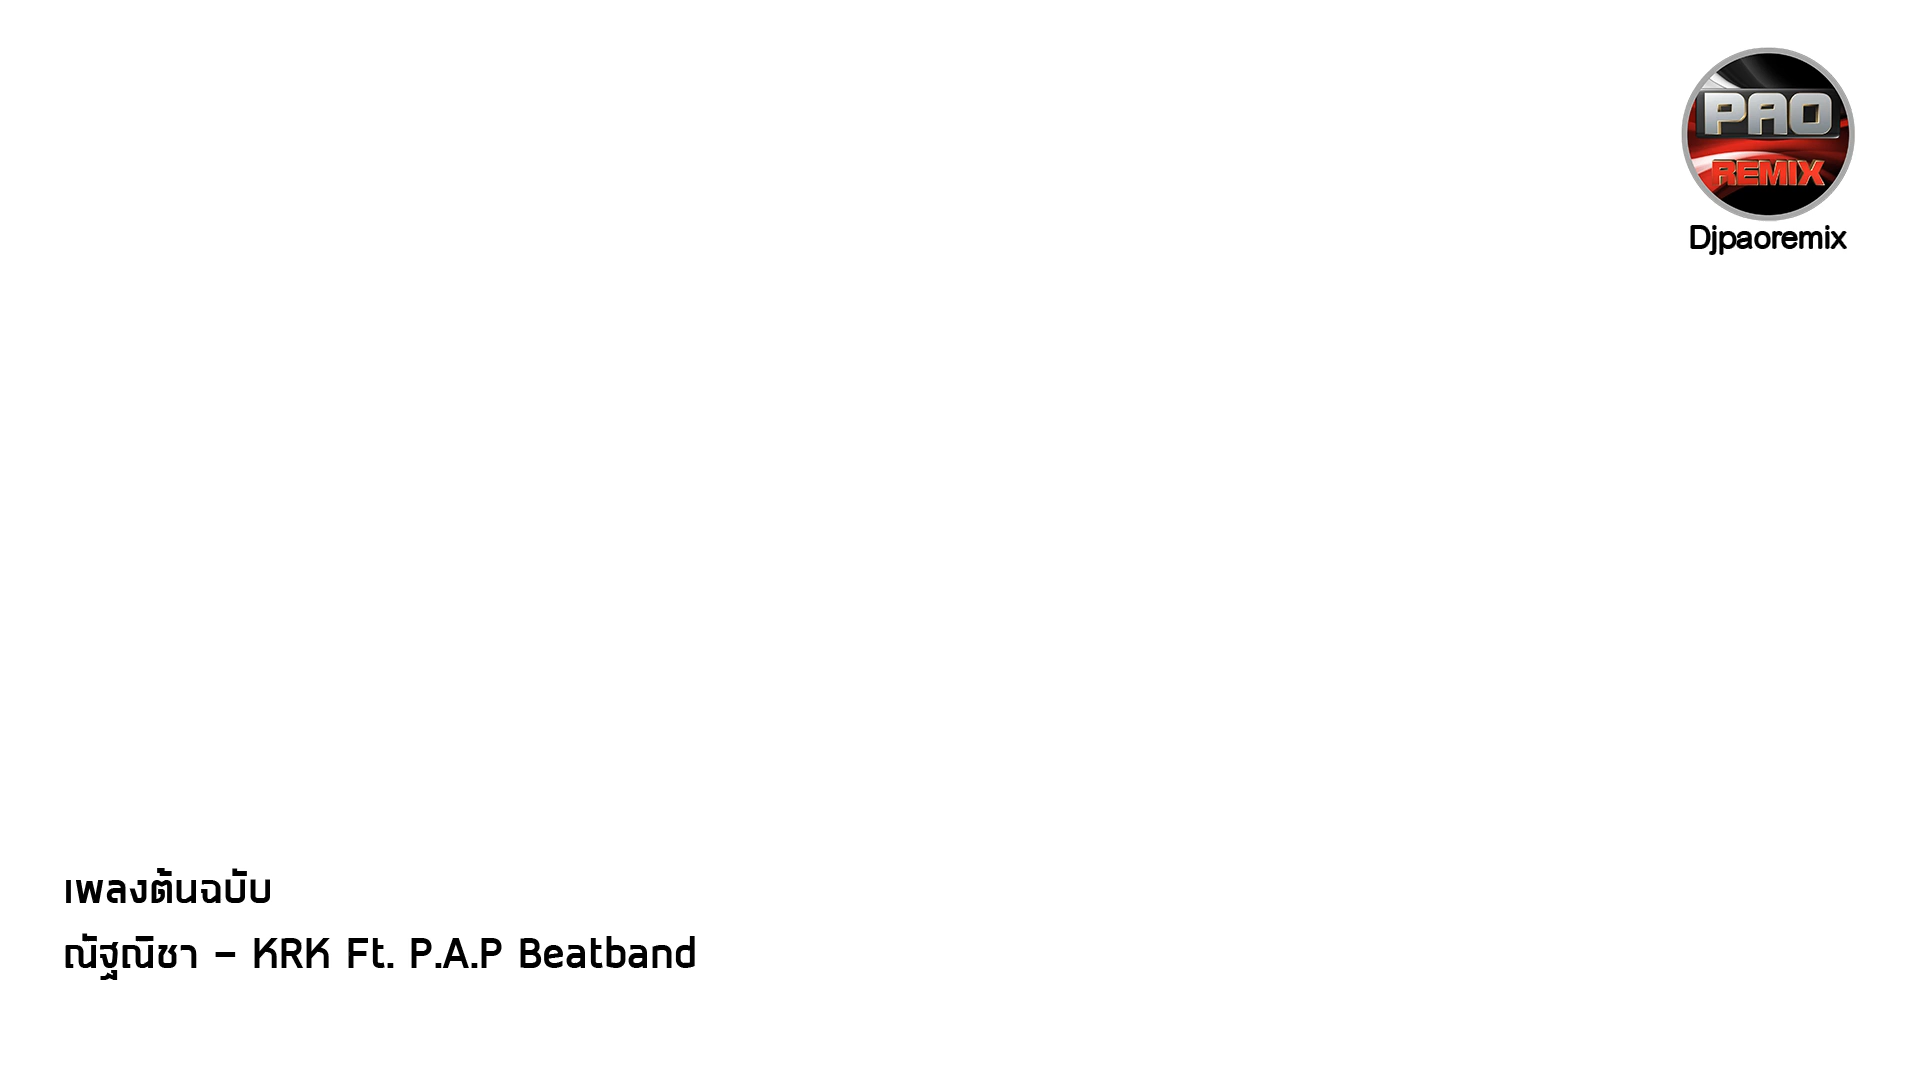 PAO
REMIX
Djpaoremix
เพลงต้นฉบับ
ณัฐณิชา - KRK Ft. P.A.P Beatband